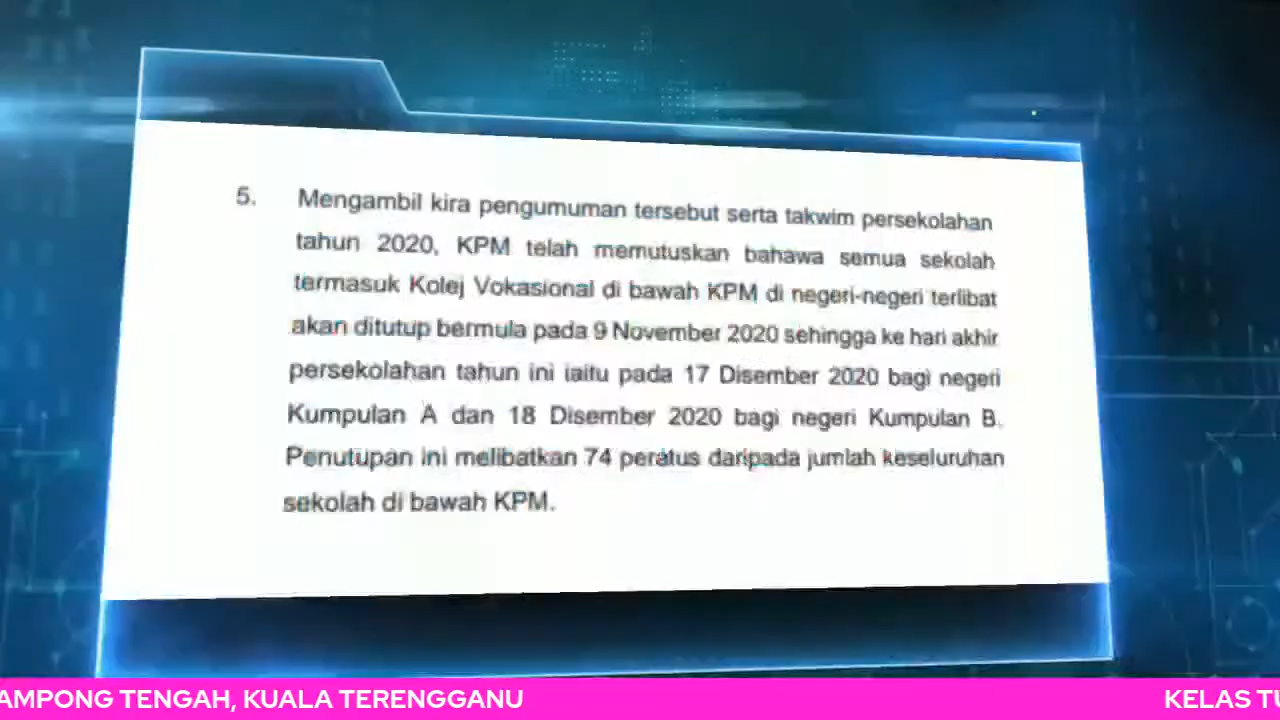 5. Mengambil kira pengumuman tersebut serta takwim persekolahan
tahun 2020, KPM telah memutuskan bahawa semua sekolah
termasuk Kolej Vokasional di bawah KPM di negeri-negeri terlibat
akan ditutup bermula pada 9 November 2020 sehingga ke hari akhir
persekolahan tahun ini iaitu pada 17 Disember 2020 bagi negeri
Kumpulan A dan 18 Disember 2020 bagi negeri Kumpulan B.
Penutupan ini melibatkan 74 peratus daripada jumlah keseluruhan
sekolah di bawah KPM.
AMPONG TENGAH, KUALA TERENGGANU
KELAS TU